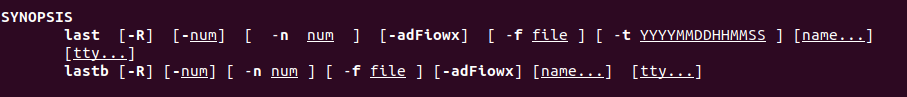 SYNOPSIS
last [-R] [-num] [ -n num ] [-adFiowx] [ -f file ] [ -t YYYYMMDDHHMMSS ] [name...]
[tty...]
lastb [-R] [-num] [ -n num ] [ -f file ] [-adFiowx] [name...] [tty...]